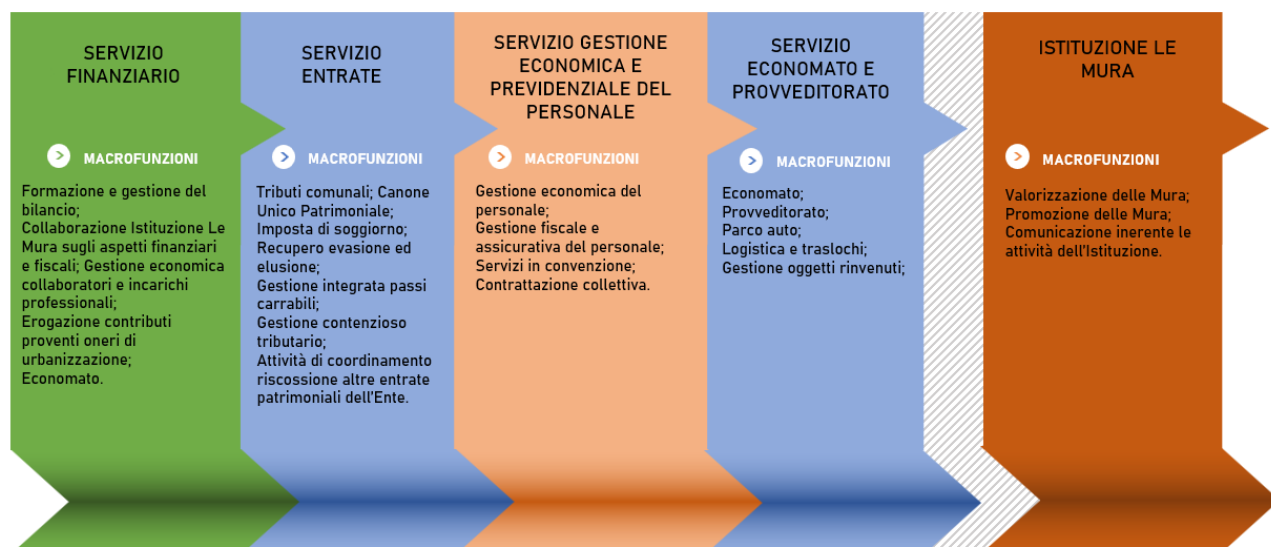 SERVIZIO
FINANZIARIO
MACROFUNZIONI
Formazione e gestione del
bilancio;
Collaborazione Istituzione Le
Mura sugli aspetti finanziari
e fiscali; Gestione economica
collaboratori e incarichi
professionali;
Erogazione contributi
proventi oneri di
urbanizzazione;
Economato.
SERVIZIO
ENTRATE
MACROFUNZIONI
Tributi comunali; Canone
Unico Patrimoniale;
Imposta di soggiorno;
Recupero evasione ed
elusione;
Gestione integrata passi
carrabili;
Gestione contenzioso
tributario;
Attività di coordinamento
riscossione altre entrate
patrimoniali dell'Ente.
SERVIZIO GESTIONE
ECONOMICA E
PREVIDENZIALE DEL
PERSONALE
MACROFUNZIONI
Gestione economica del
personale;
Gestione fiscale e
assicurativa del personale;
Servizi in convenzione;
Contrattazione collettiva.
SERVIZIO
ECONOMATO E
PROVVEDITORATO
MACROFUNZIONI
Economato;
Provveditorato;
Parco auto;
Logistica e traslochi;
Gestione oggetti rinvenuti;
ISTITUZIONE LE
MURA
MACROFUNZIONI
Valorizzazione delle Mura;
Promozione delle Mura;
Comunicazione inerente le
attività dell'Istituzione.